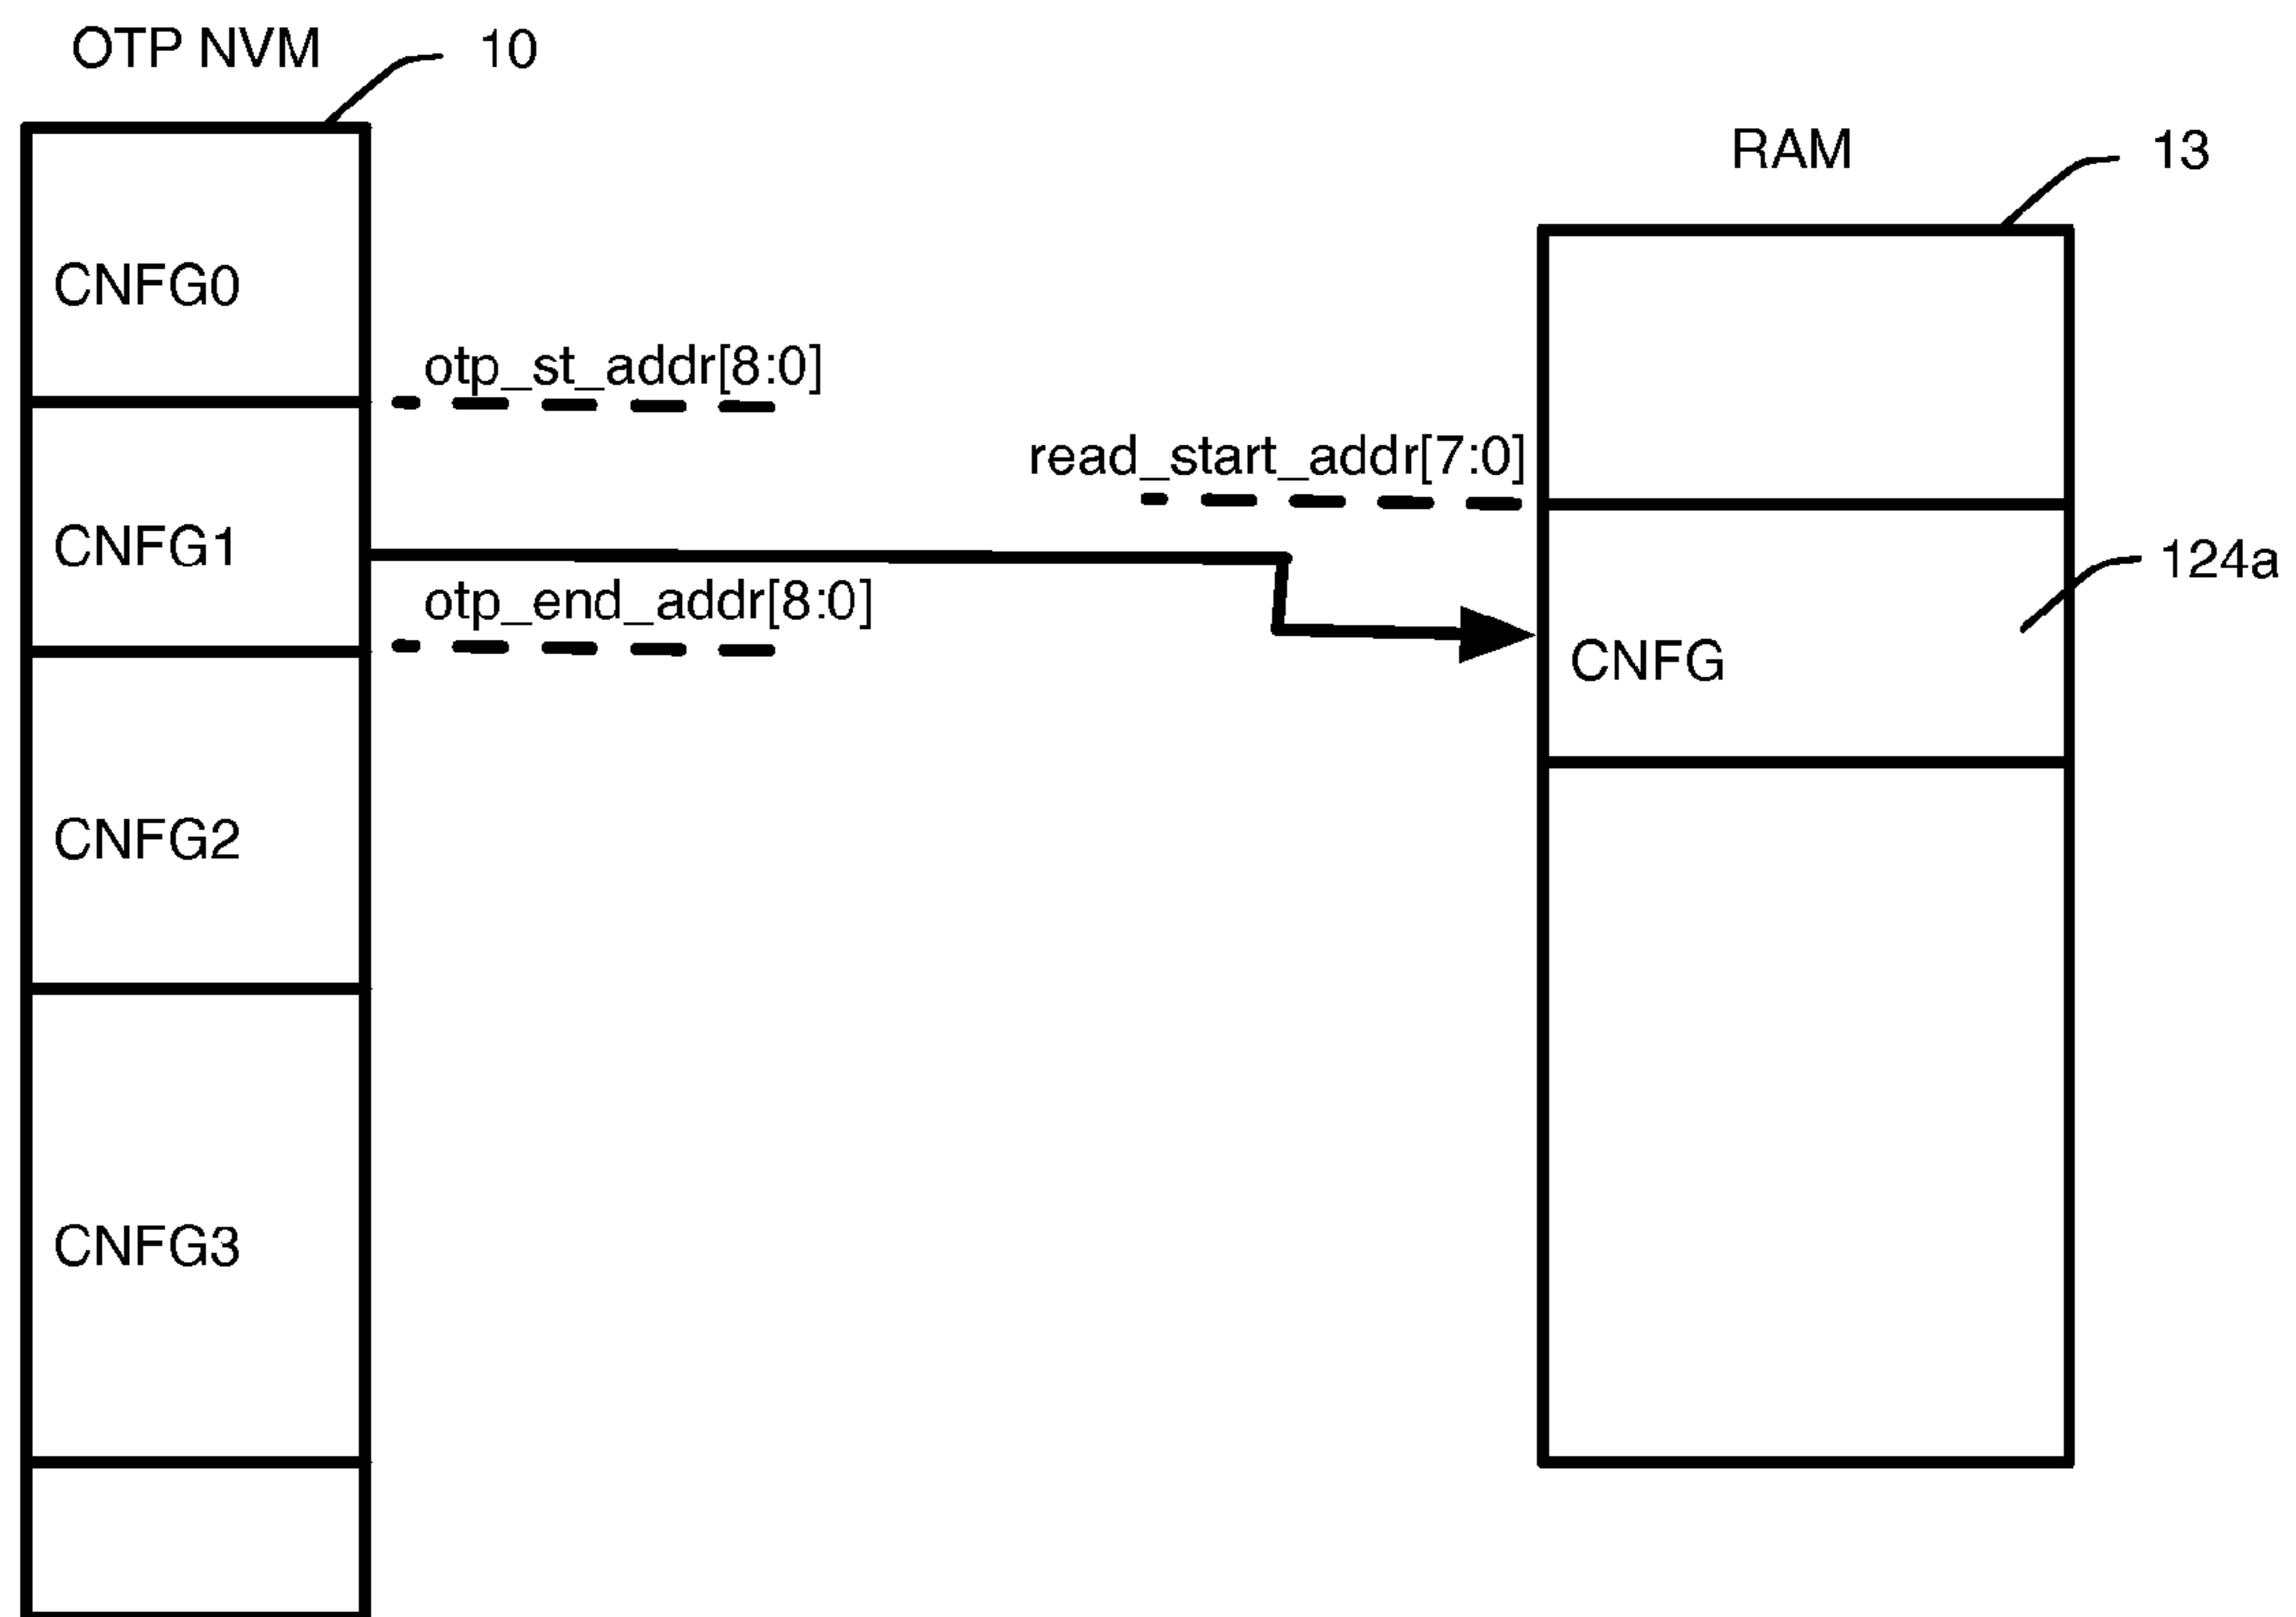 OTP NVM 10
RAM 13
CNFG0
otp_st_addr[8:0]
read_start_addr[7:0]
CNFG1
124a
otp_end_addr[8:0]
CNFG
CNFG2
CNFG3